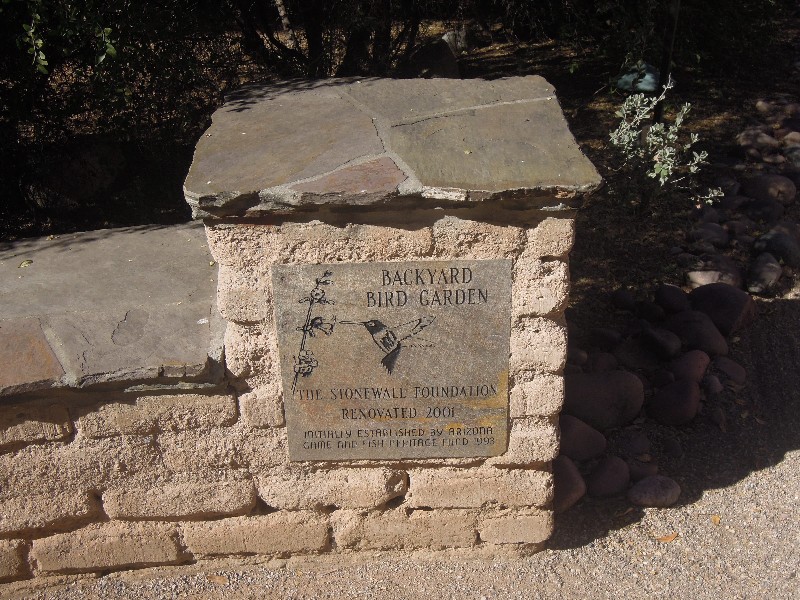 BACKYARD
BIRD GARDEN
THE STONEWALL FOUNDATION
RENOVATED 2001
INITIALLY ESTABLISHED BY ARIZONA
GAME AND FISH HERITAGE FUND 1993